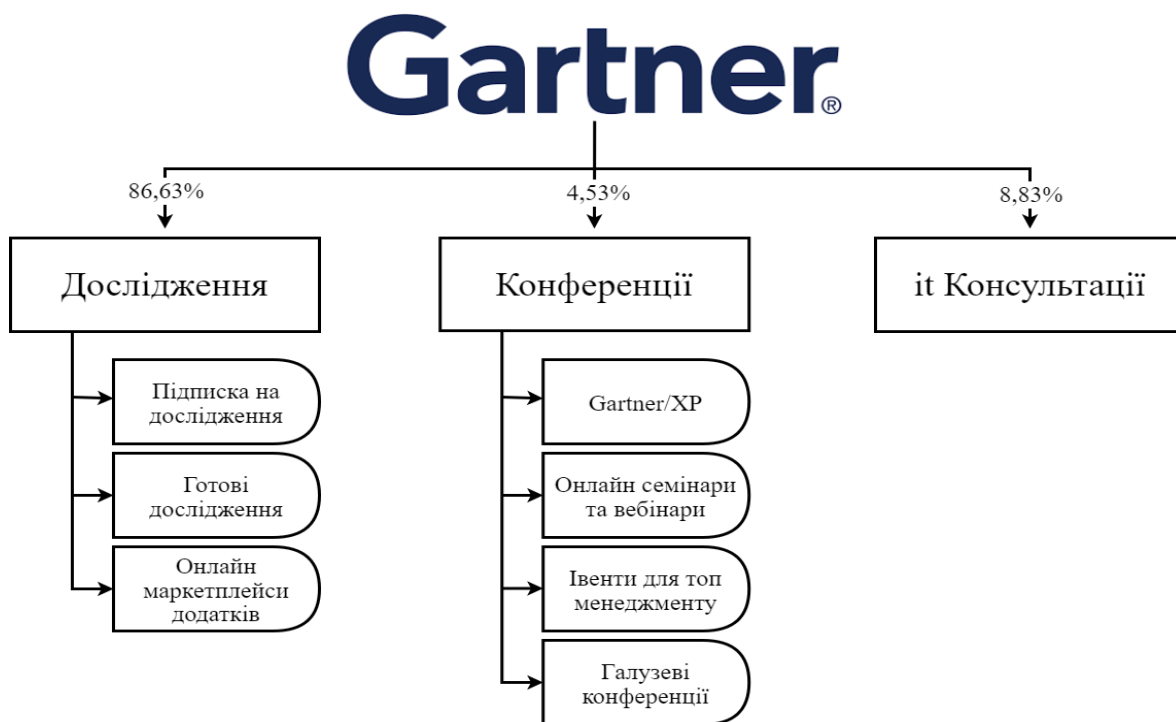 Gartner®
86,63%
4,53%
8,83%
Дослідження
Конференції
it Консультації
Підписка на
дослідження
Готові
дослідження
Онлайн
маркетплейси
додатків
Gartner/XP
Онлайн семінари
та вебінари
Івенти для топ
менеджменту
Галузеві
конференції